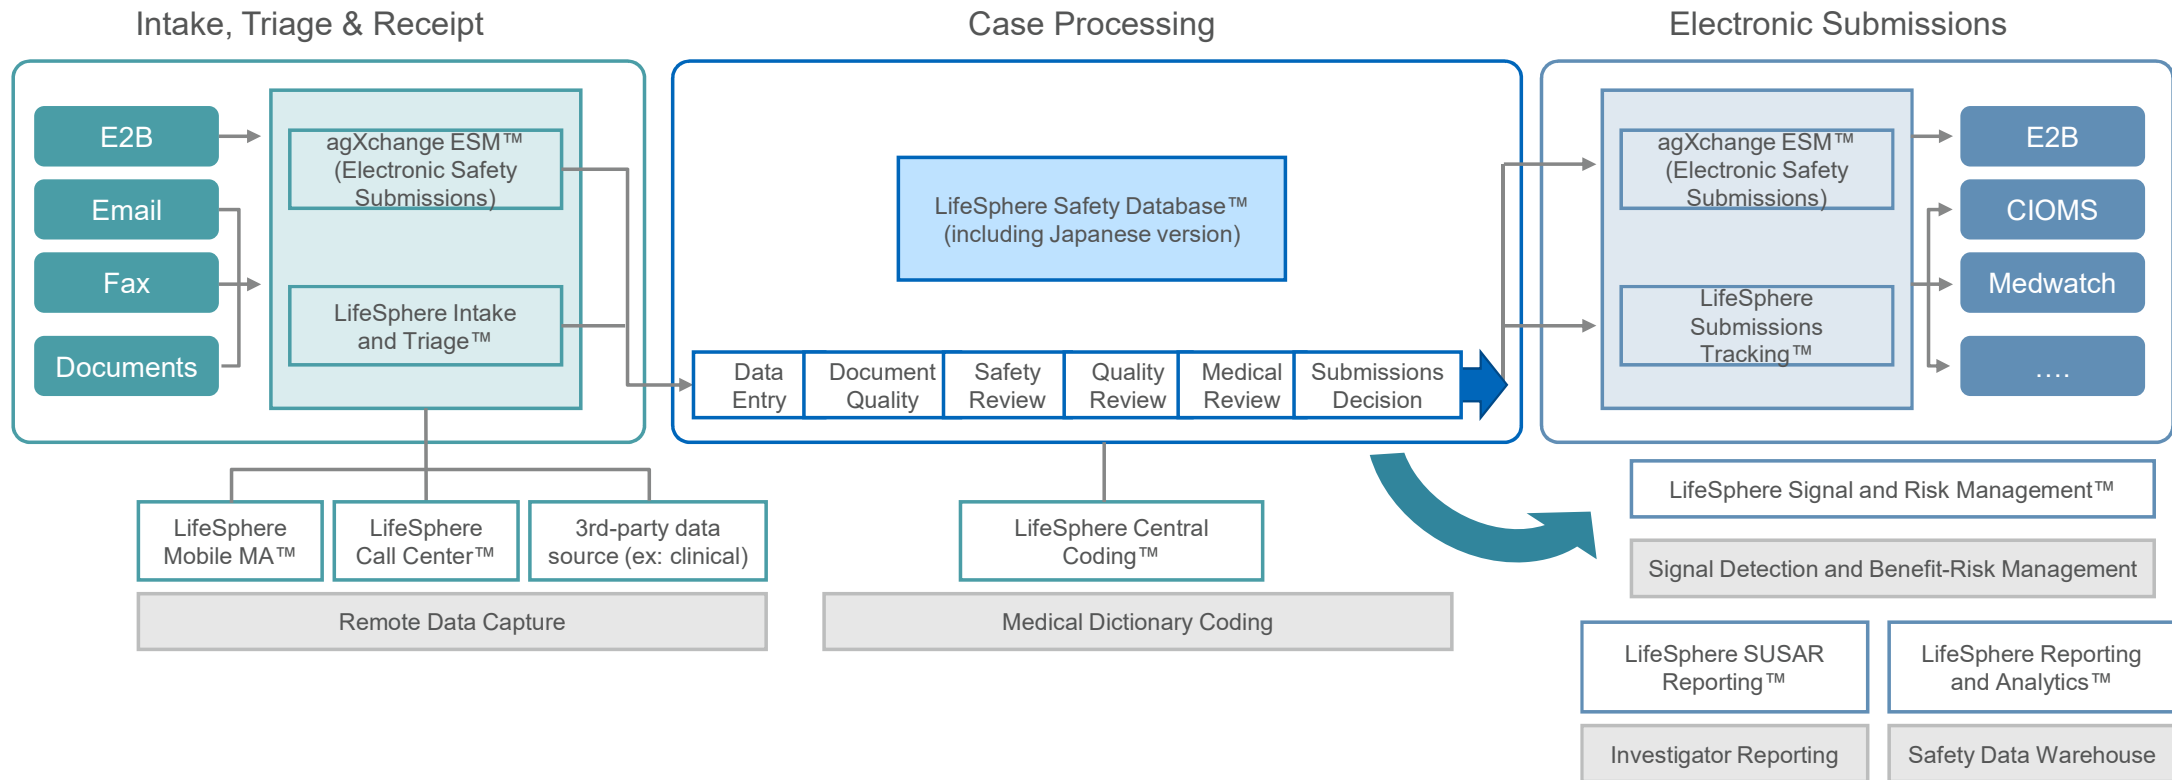 Intake, Triage & Receipt
Case Processing
Electronic Submissions
E2B
Email
Fax
Documents
agXchange ESM™
(Electronic Safety
Submissions)
LifeSphere Intake
and Triage™
LifeSphere Safety Database™
(including Japanese version)
Data
Entry
Document
Quality
Safety
Review
Quality
Review
Medical
Review
Submissions
Decision
agXchange ESM™
(Electronic Safety
Submissions)
LifeSphere
Submissions
Tracking™
E2B
CIOMS
Medwatch
....
LifeSphere
Mobile MA™
LifeSphere
Call Center™
3rd-party data
source (ex: clinical)
Remote Data Capture
LifeSphere Central
Coding™
Medical Dictionary Coding
LifeSphere Signal and Risk Management™
Signal Detection and Benefit-Risk Management
LifeSphere SUSAR
Reporting™
LifeSphere Reporting
and Analytics™
Investigator Reporting
Safety Data Warehouse